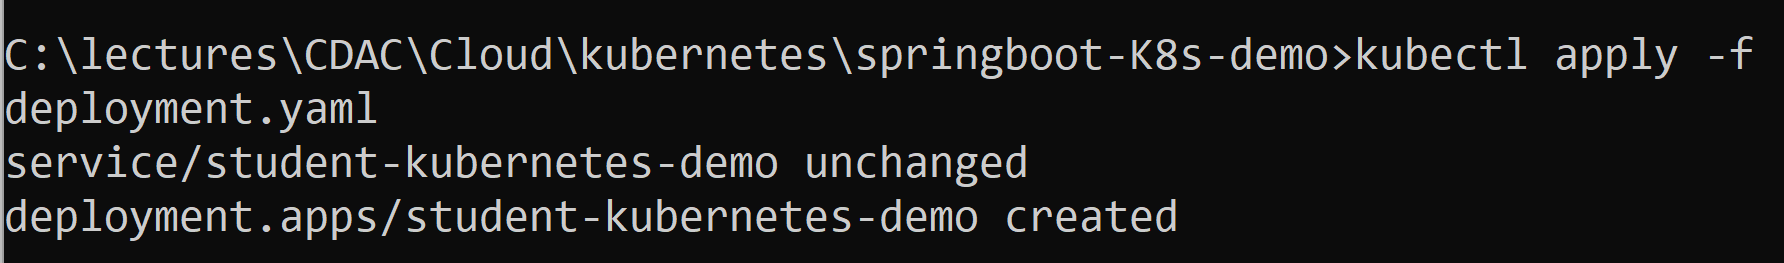 C:\lectures\CDAC\Cloud\kubernetes\springboot-K8s-demo>kubectl apply -f
deployment.yaml
service/student-kubernetes-demo unchanged
deployment.apps/student-kubernetes-demo created